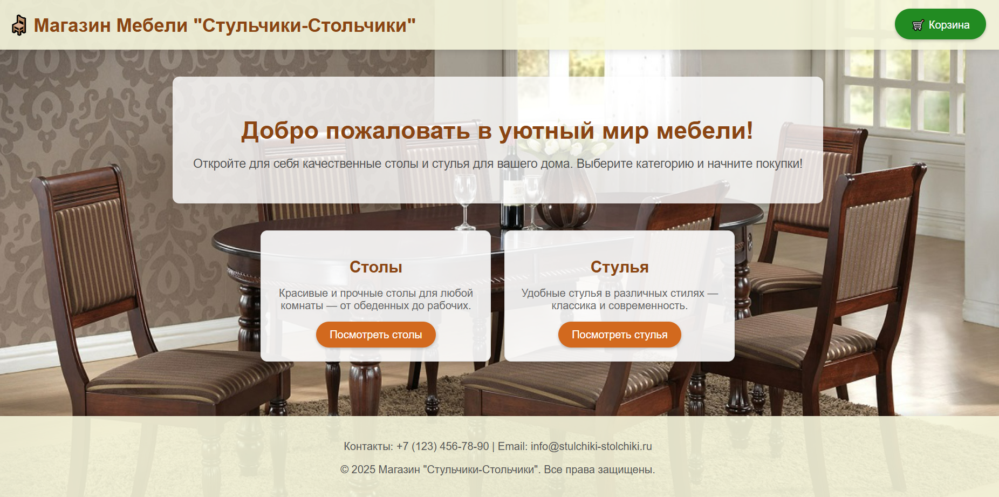 Магазин Мебели "Стульчики-Стольчики"
Корзина
Добро пожаловать в уютный мир мебели!
Откройте для себя качественные столы и стулья для вашего дома. Выберите категорию и начните покупки!
Столы
Красивые и прочные столы для любой
комнаты — от обеденных до рабочих.
Посмотреть столы
Стулья
Удобные стулья в различных стилях —
классика и современность.
Посмотреть стулья
Контакты: +7 (123) 456-78-90 | Email: info@stulchiki-stolchiki.ru
© 2025 Магазин "Стульчики-Стольчики". Все права защищены.